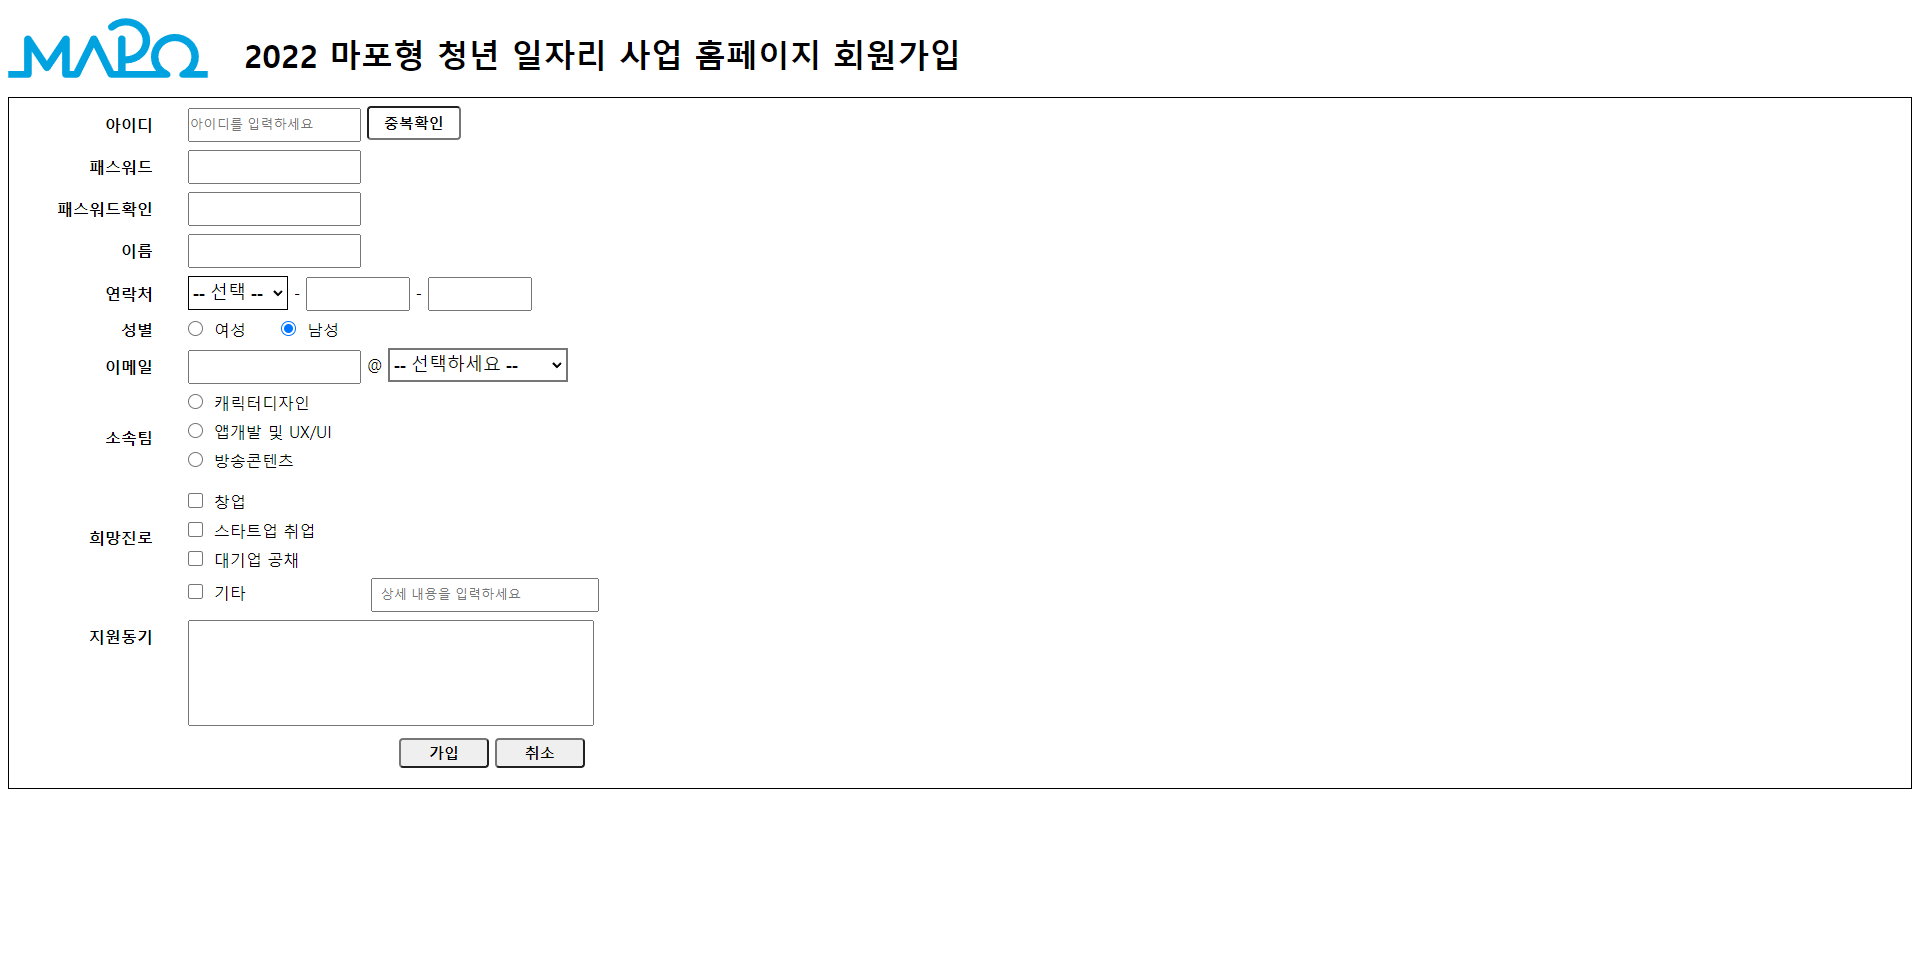 MAPO 2022 마포형 청년 일자리 사업 홈페이지 회원가입
아이디 아이디를 입력하세요 중복확인
패스워드
패스워드확인
이름
연락처 -- 선택 -- - -
성별 여성 남성
이메일 @ -- 선택하세요 --
캐릭터디자인
소속팀 앱개발 및 UX/UI
방송콘텐츠
창업
희망진로 스타트업 취업
대기업 공채
기타 상세 내용을 입력하세요
지원동기
가입 취소